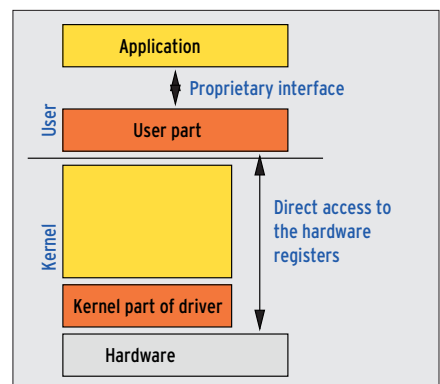 Application
Proprietary interface
User
User part
Kernel
Direct access to
the hardware
registers
Kernel part of driver
Hardware